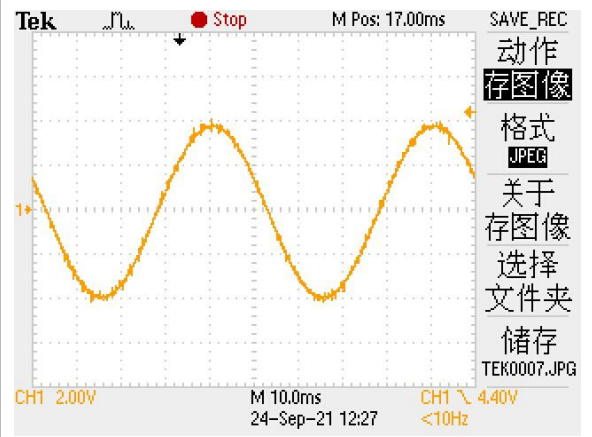 Tek Stop M Pos: 17.00ms SAVE_REC
动作
存图像
格式
JPEG
关于
存图像
选择
文件夹
储存
TEK0007.JPG
1
CH1 2.00V M 10.0ms CH1 4.40V
24-Sep-21 12:27 <10Hz